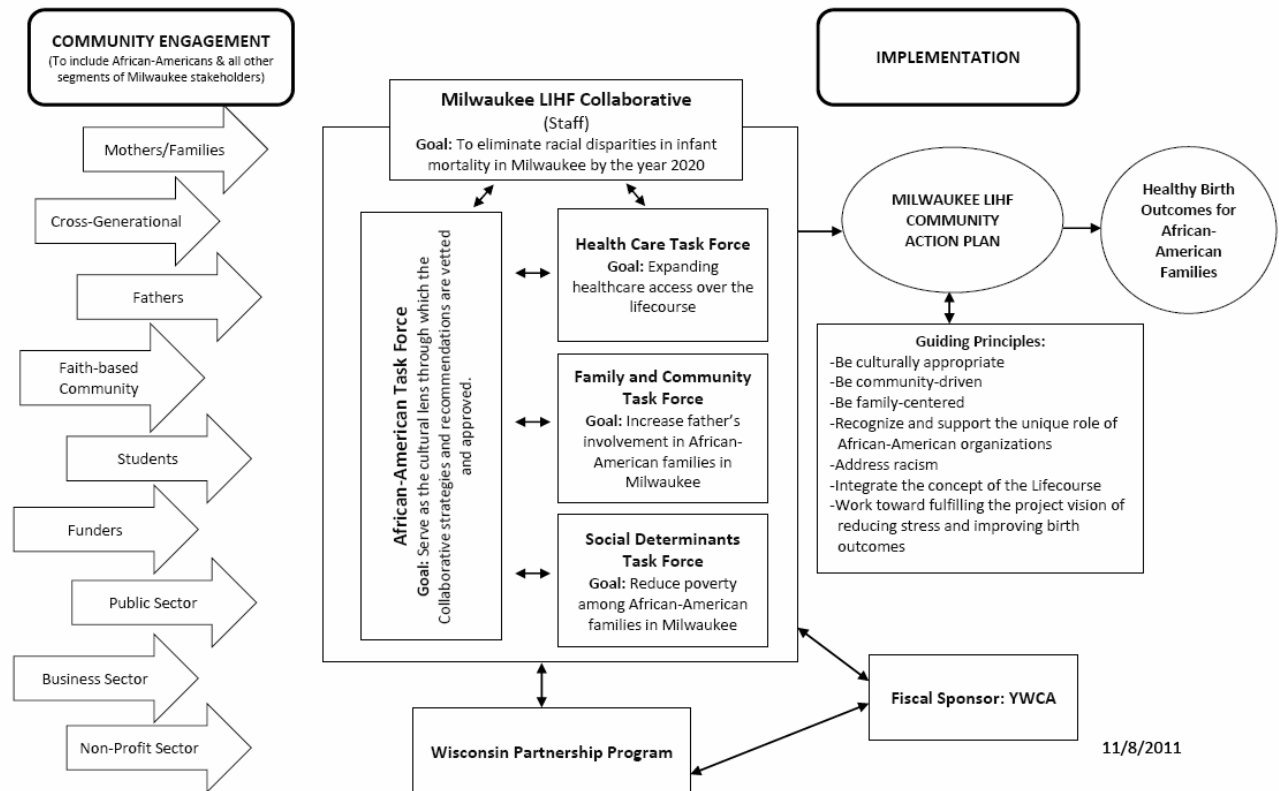 COMMUNITY ENGAGEMENT
(To include African-Americans & all other
segments of Milwaukee stakeholders)
Mothers/Families
Cross-Generational
Fathers
Faith-based
Community
Students
Funders
Public Sector
Business Sector
Non-Profit Sector
Milwaukee LIHF Collaborative
(Staff)
Goal: To eliminate racial disparities in infant
mortality in Milwaukee by the year 2020
African-American Task Force
Goal: Serve as the cultural lens through which the
Collaborative strategies and recommendations are vetted
and approved.
Health Care Task Force
Goal: Expanding
healthcare access over the
lifecourse
Family and Community
Task Force
Goal: Increase father's
involvement in African-
American families in
Milwaukee
Social Determinants
Task Force
Goal: Reduce poverty
among African-American
families in Milwaukee
Wisconsin Partnership Program
IMPLEMENTATION
MILWAUKEE LIHF
COMMUNITY
ACTION PLAN
Healthy Birth
Outcomes for
African-
American
Families
Guiding Principles:
-Be culturally appropriate
-Be community-driven
-Be family-centered
-Recognize and support the unique role of
African-American organizations
-Address racism
-Integrate the concept of the Lifecourse
-Work toward fulfilling the project vision of
reducing stress and improving birth
outcomes
Fiscal Sponsor: YWCA
11/8/2011